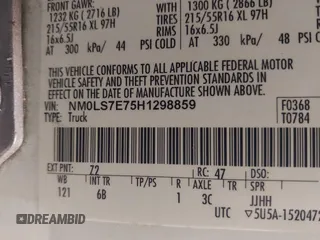 FRONT GAWR:
1232 KG ( 2716 LB)
1300 KG ( 2866 LB)
215/55R16 XL 97H TIRES 215/55R16 XL 97H
16x6.5J RIMS 16x6.5J
AT 300 kPa/ 44 PSI COLD AT 330 kPa/ 48 PSI COLD
THIS VEHICLE CONFORMS TO ALL APPLICABLE FEDERAL MOTOR
VEHICLE SAFETY AND THEFT PREVENTION STANDARDS IN EFFECT
ON THE DATE OF MANUFACTURE SHOWN ABOVE.
VIN: NM0LS7E75H1298859
TYPE: Truck
F0368
T0784
EXT PNT: 72 RC: 47 DSO:
WB INT TR TP/PS R AXLE TR SPR
121 6B 1 3C JJHH
UTC ▼5U5A-1520472
© DREAMBID